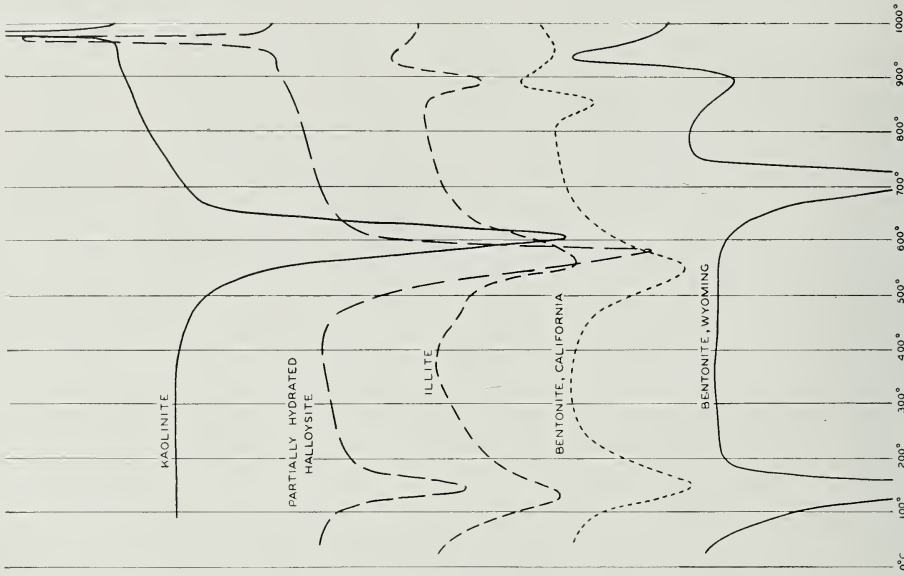 KAOLINITE
PARTIALLY HYDRATED
HALLOYSITE
ILLITE
BENTONITE, CALIFORNIA
BENTONITE, WYOMING
0°C
100°
200°
300°
400°
500°
600°
700°
800°
900°
1000°